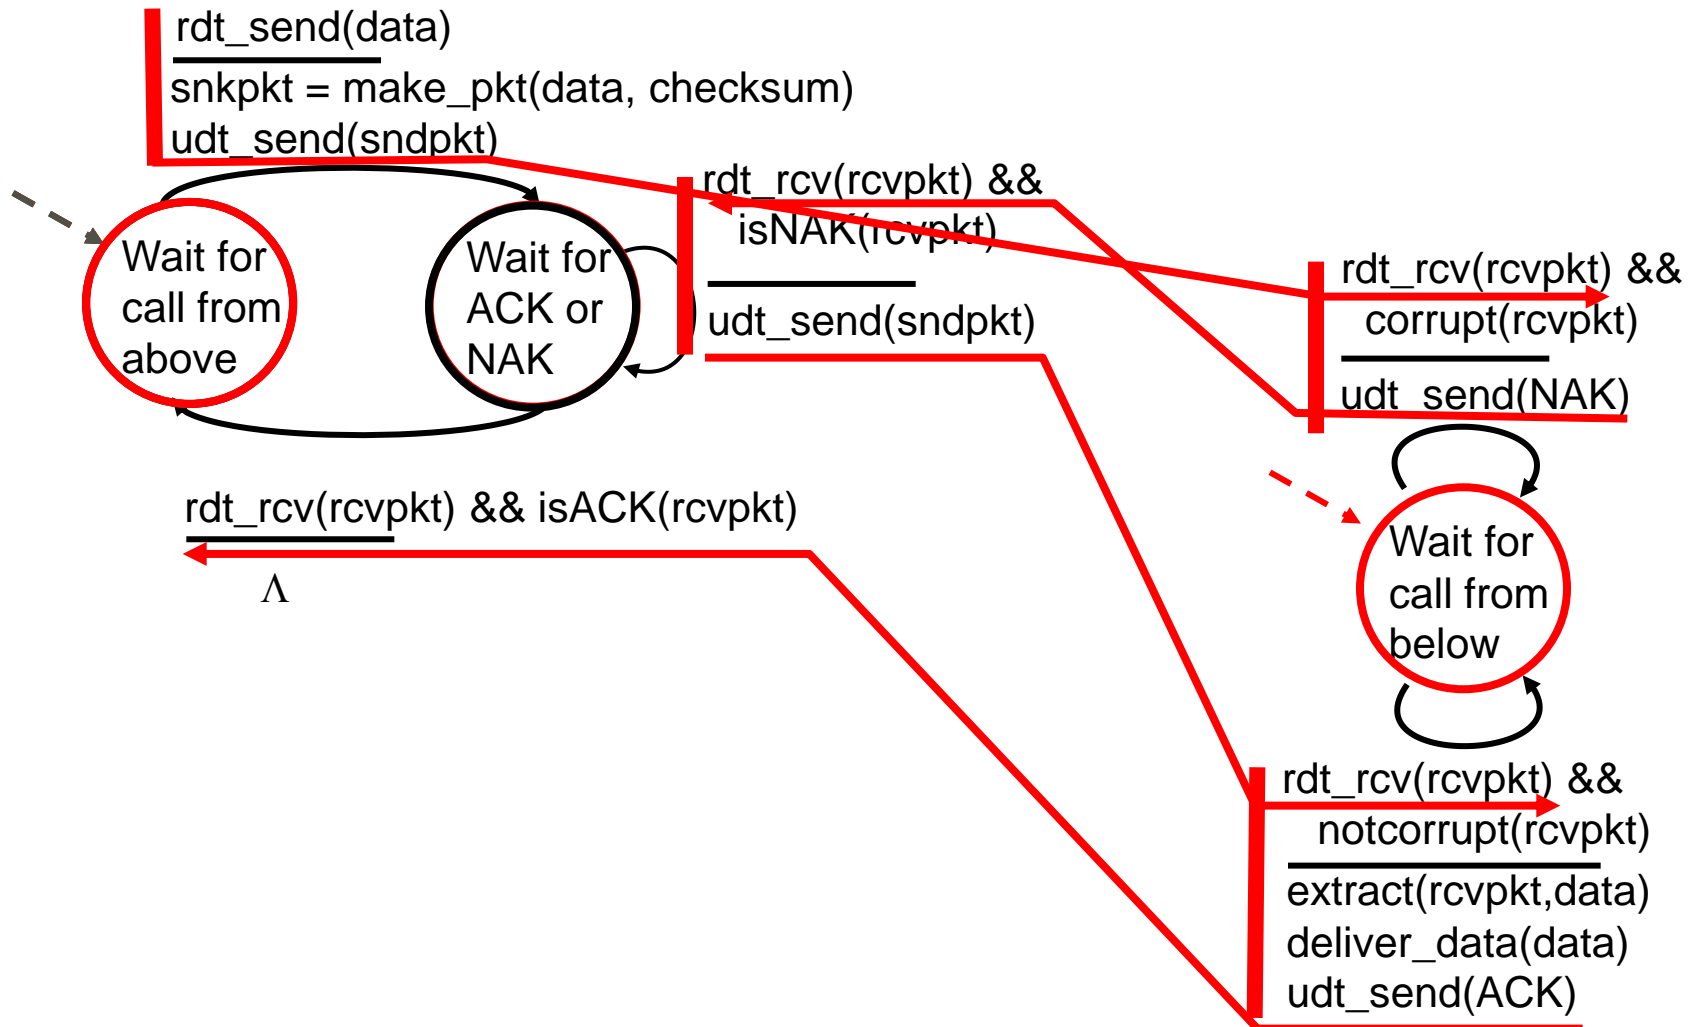 rdt_send(data)
snkpkt = make_pkt(data, checksum)
udt_send(sndpkt)
rdt_rcv(rcvpkt) &&
isNAK(rcvpkt)
udt_send(sndpkt)
Wait for
call from
above
Wait for
ACK or
NAK
rdt_rcv(rcvpkt) && isACK(rcvpkt)
Λ
rdt_rcv(rcvpkt) &&
corrupt(rcvpkt)
udt_send(NAK)
Wait for
call from
below
rdt_rcv(rcvpkt) &&
notcorrupt(rcvpkt)
extract(rcvpkt,data)
deliver_data(data)
udt_send(ACK)